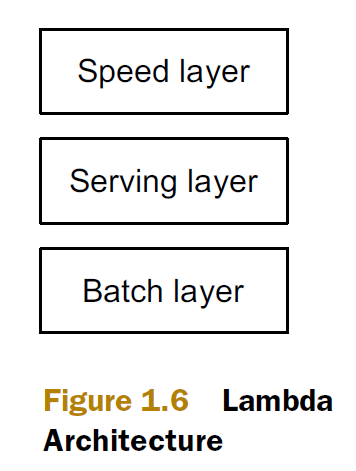 Speed layer
Serving layer
Batch layer
Figure 1.6 Lambda
Architecture